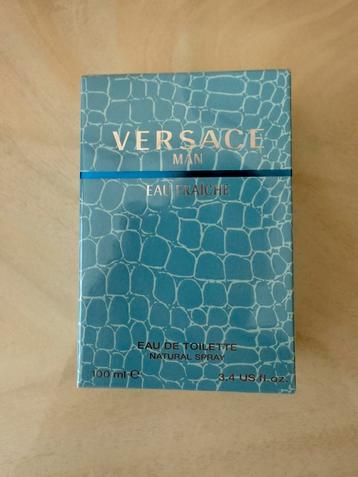 VERSACE
MAN
EAU FRAÎCHE
EAU DE TOILETTE
NATURAL SPRAY
100 ml ℮ 3.4 US fl.oz.